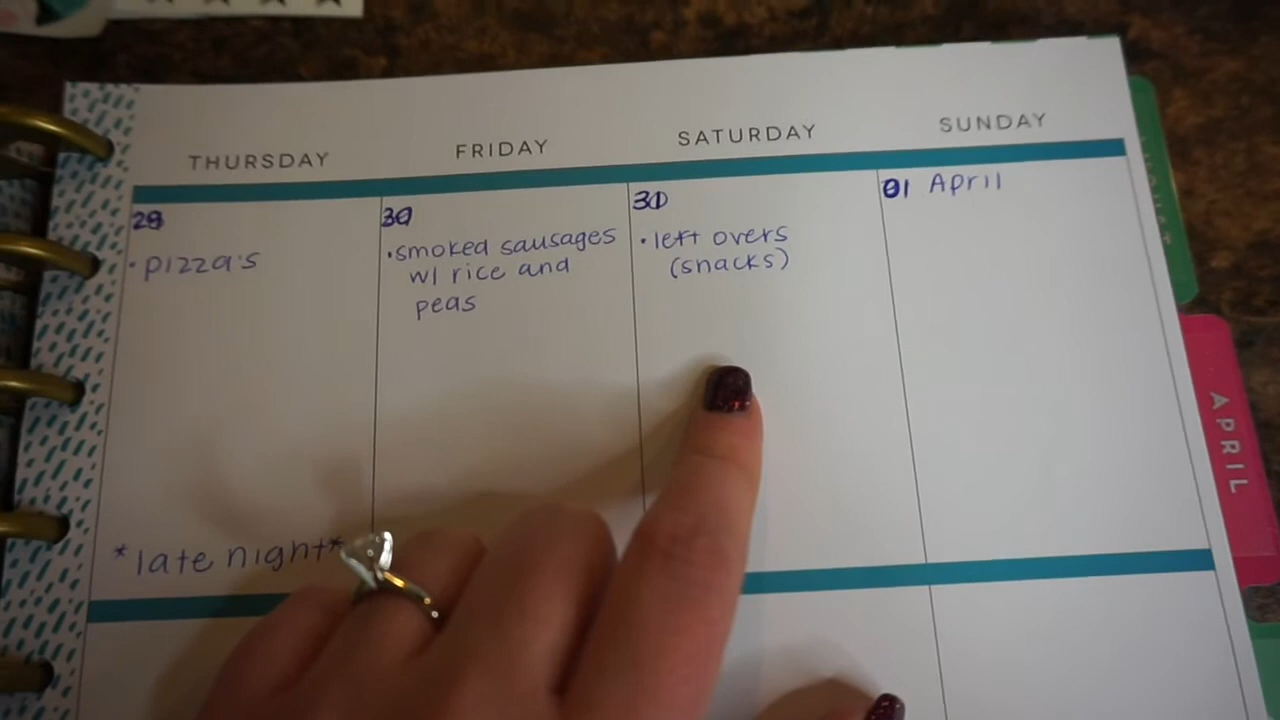 THURSDAY FRIDAY SATURDAY SUNDAY
29
• pizza's
*late night*
30
• smoked sausages
w/ rice and
peas
31
• left overs
(snacks)
01 April
APRIL